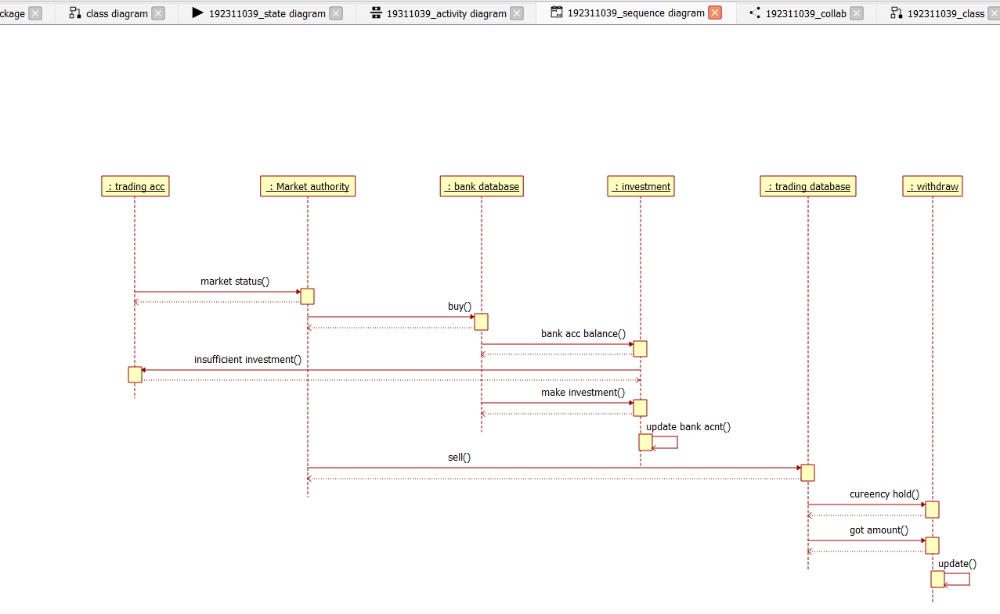 ckage
class diagram
192311039_state diagram
19311039_activity diagram
192311039_sequence diagram
192311039_collab
192311039_class
: trading acc
: Market authority
: bank database
: investment
: trading database
: withdraw
market status()
buy()
bank acc balance()
insufficient investment()
make investment()
update bank acnt()
sell()
cureency hold()
got amount()
update()